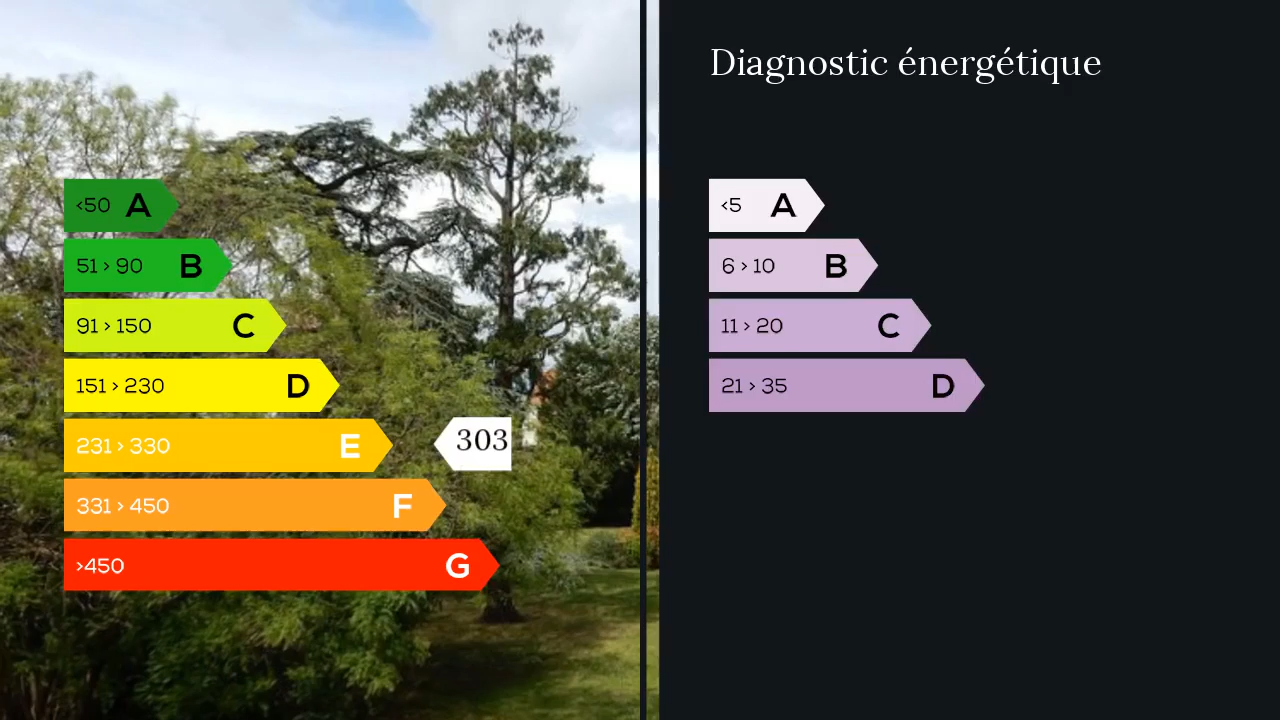 Diagnostic énergétique
<50 A
51 > 90 B
91 > 150 C
151 > 230 D
231 > 330 E
303
331 > 450 F
>450 G
<5 A
6 > 10 B
11 > 20 C
21 > 35 D